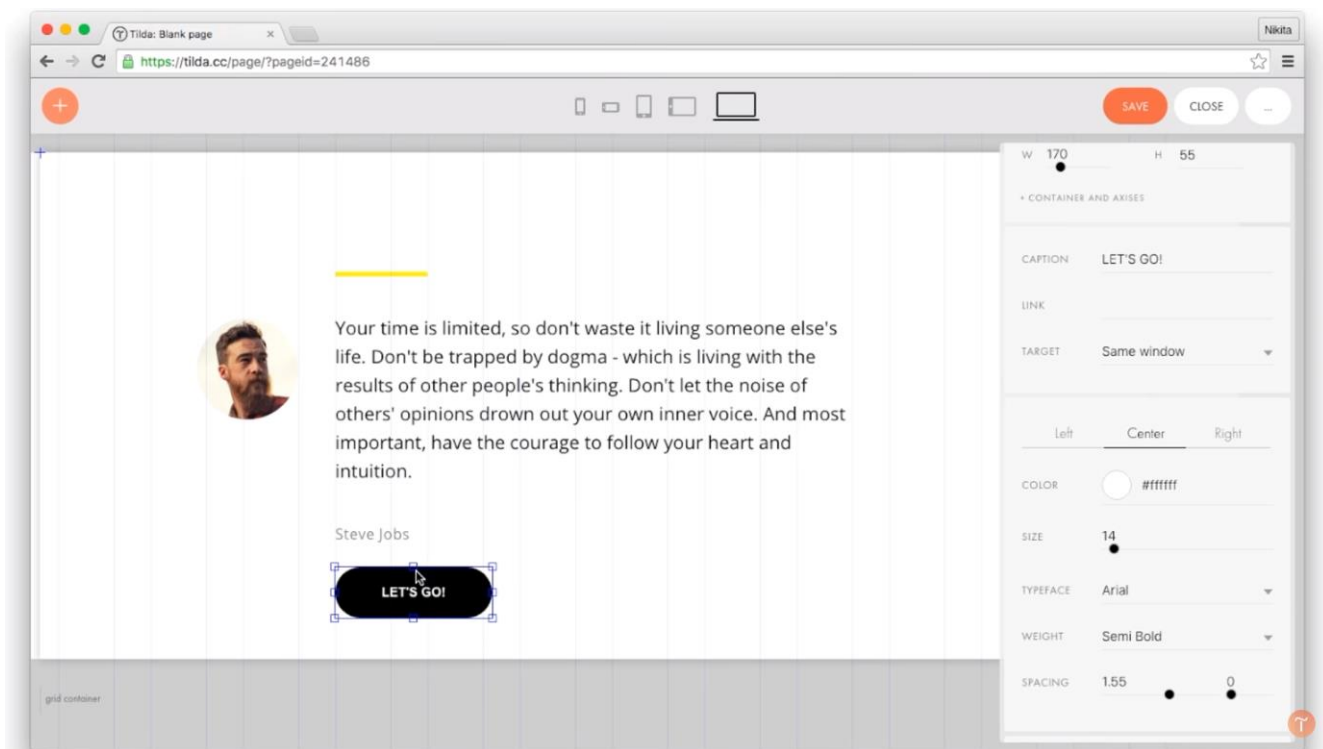 Tilda: Blank page
Nikita
https://tilda.cc/page/?pageid=241486
SAVE
CLOSE
...
W 170 H 55
+ CONTAINER AND AXISES
CAPTION LET'S GO!
LINK
TARGET Same window
Left Center Right
COLOR #ffffff
SIZE 14
TYPEFACE Arial
WEIGHT Semi Bold
SPACING 1.55 0
Your time is limited, so don't waste it living someone else's
life. Don't be trapped by dogma - which is living with the
results of other people's thinking. Don't let the noise of
others' opinions drown out your own inner voice. And most
important, have the courage to follow your heart and
intuition.
Steve Jobs
LET'S GO!
grid container